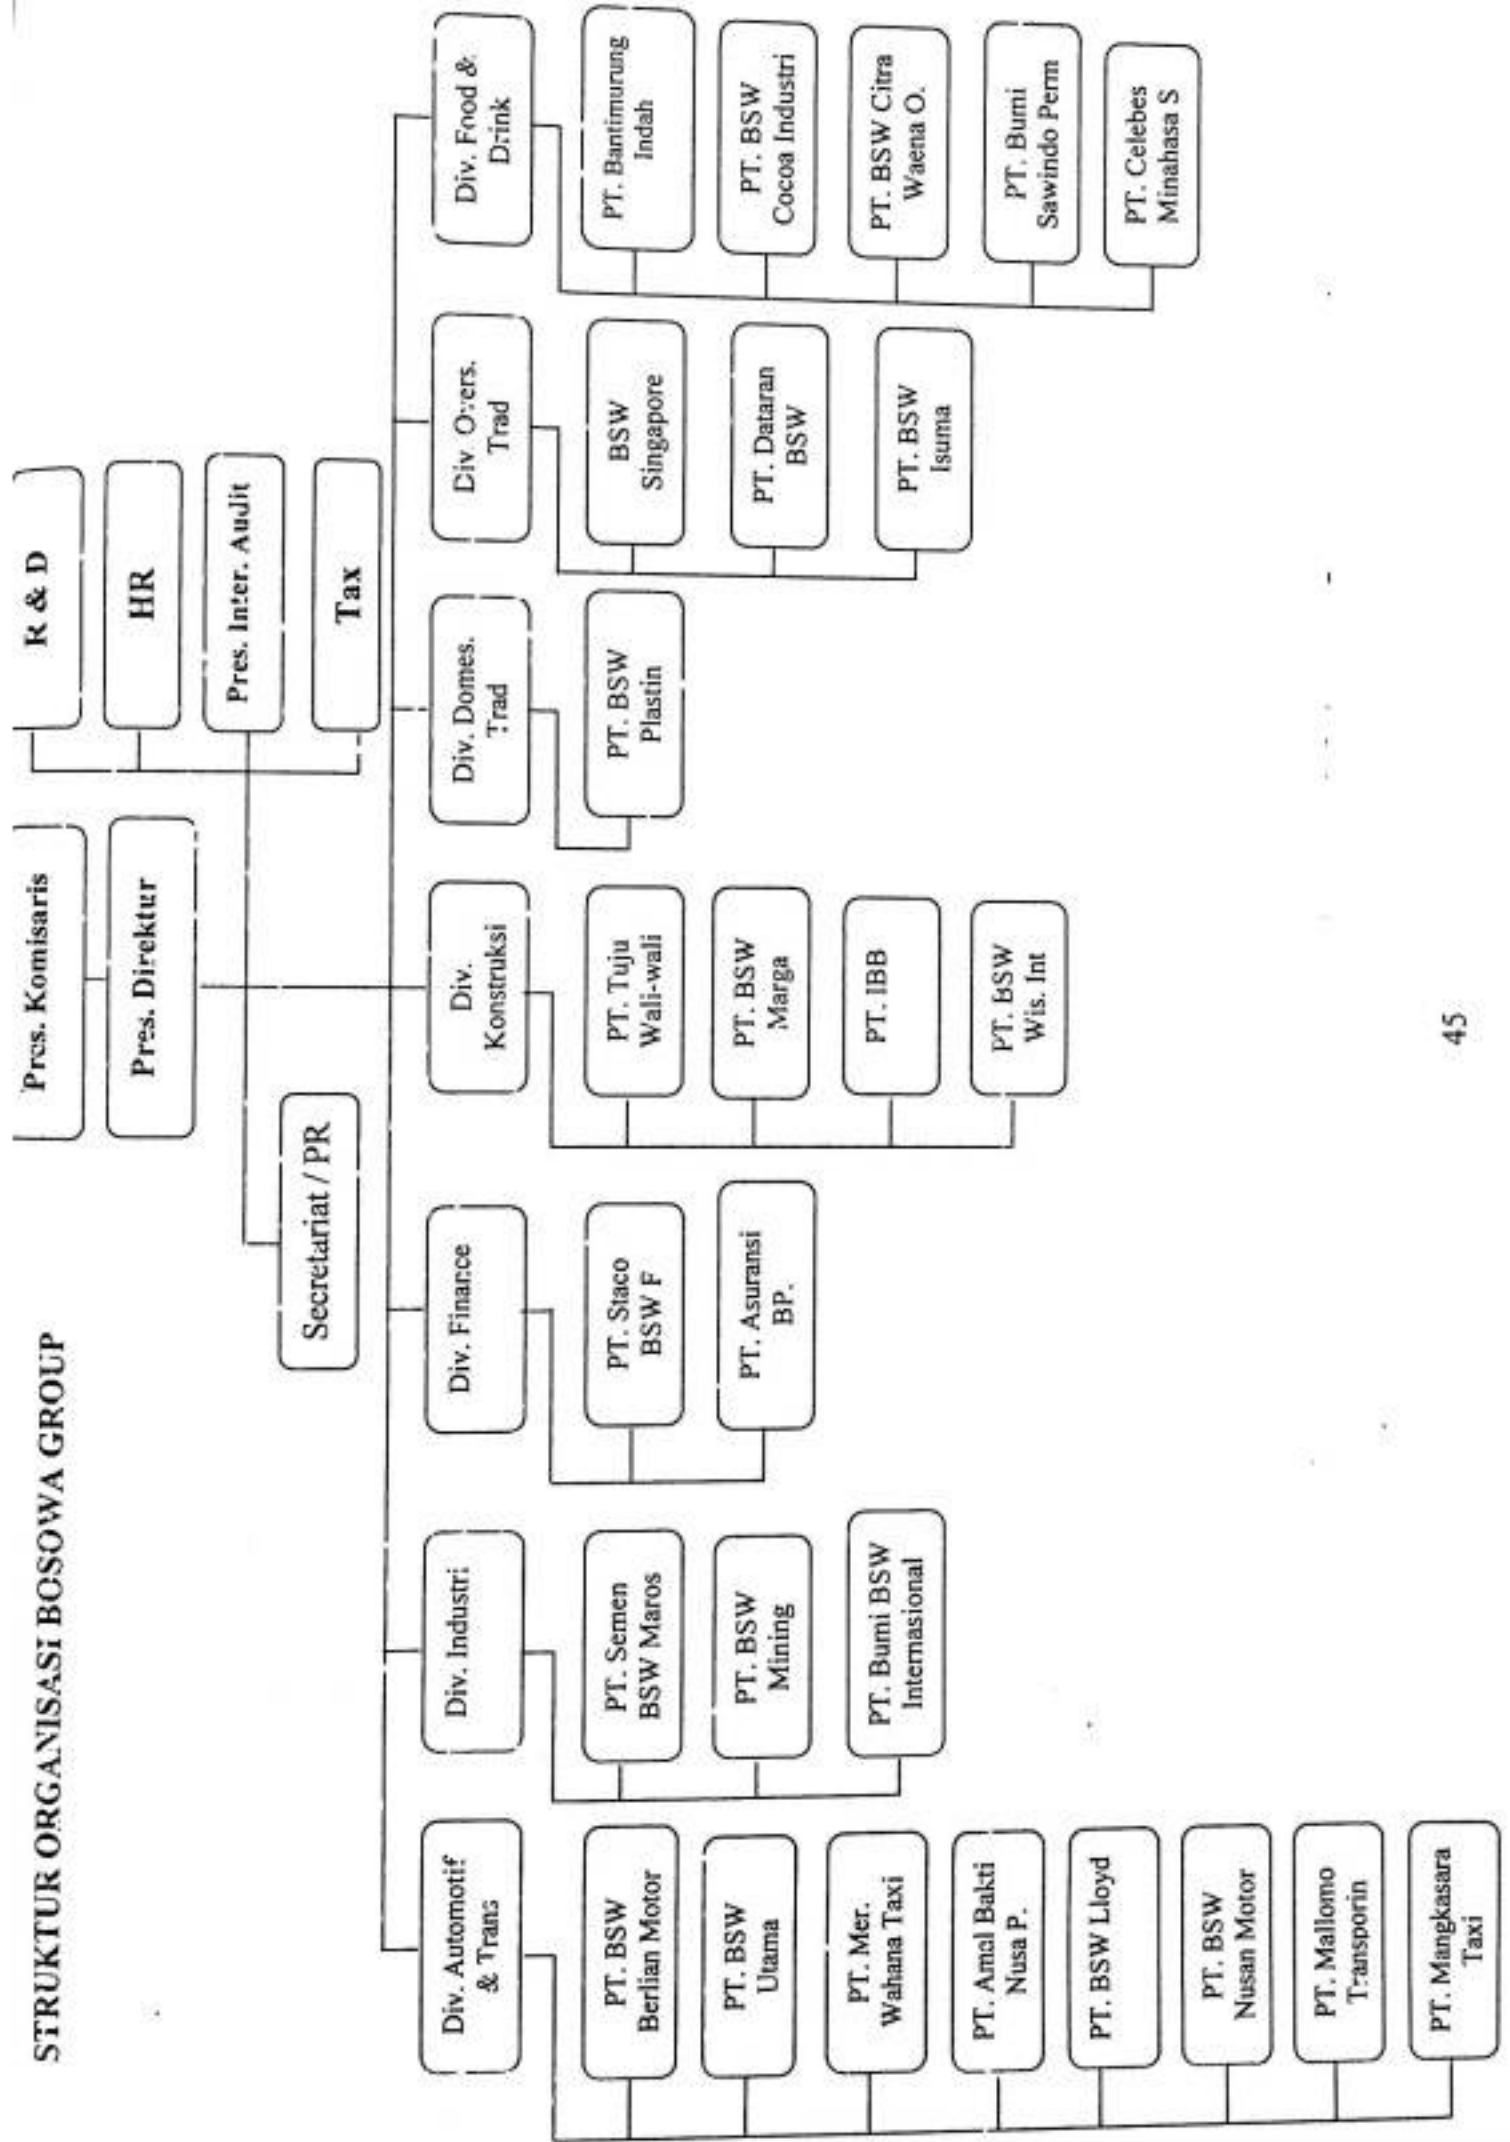 STRUKTUR ORGANISASI BOSOWA GROUP
Pres. Komisaris
Pres. Direktur
R & D
HR
Pres. Inter. Audit
Tax
Secretariat / PR
Div. Automotif
& Trans
PT. BSW
Berlian Motor
PT. BSW
Utama
PT. Mer.
Wahana Taxi
PT. Amal Bakti
Nusa P.
PT. BSW Lloyd
PT. BSW
Nusan Motor
PT. Mallomo
Transporin
PT. Mangkasara
Taxi
Div. Industri
PT. Semen
BSW Maros
PT. BSW
Mining
PT. Bumi BSW
Internasional
Div. Finance
PT. Staco
BSW F
PT. Asuransi
BP.
Div.
Konstruksi
PT. Tuju
Wali-wali
PT. BSW
Marga
PT. IBB
PT. BSW
Wis. Int
Div. Domes.
Trad
PT. BSW
Plastin
Div. Overs.
Trad
BSW
Singapore
PT. Dataran
BSW
PT. BSW
Isuma
Div. Food &
Drink
PT. Bantimurung
Indah
PT. BSW
Cocoa Industri
PT. BSW Citra
Waena O.
PT. Bumi
Sawindo Perm
PT. Celebes
Minahasa S
45